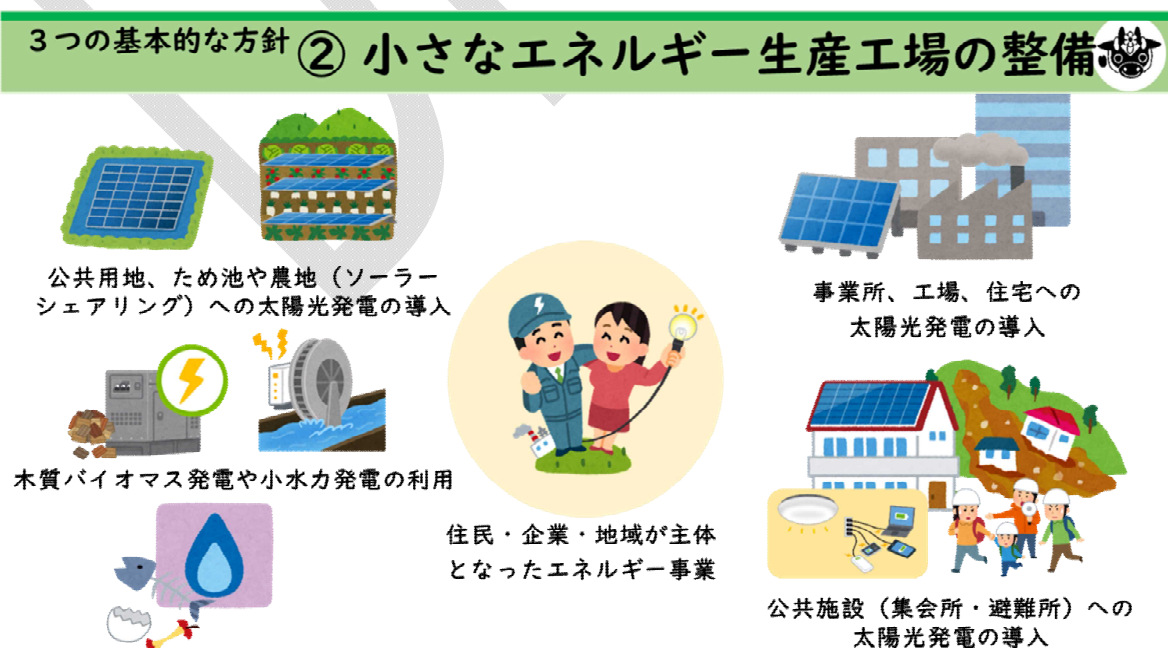 ３つの基本的な方針② 小さなエネルギー生産工場の整備
公共用地、ため池や農地（ソーラー
シェアリング）への太陽光発電の導入
事業所、工場、住宅への
太陽光発電の導入
木質バイオマス発電や小水力発電の利用
住民・企業・地域が主体
となったエネルギー事業
公共施設（集会所・避難所）への
太陽光発電の導入